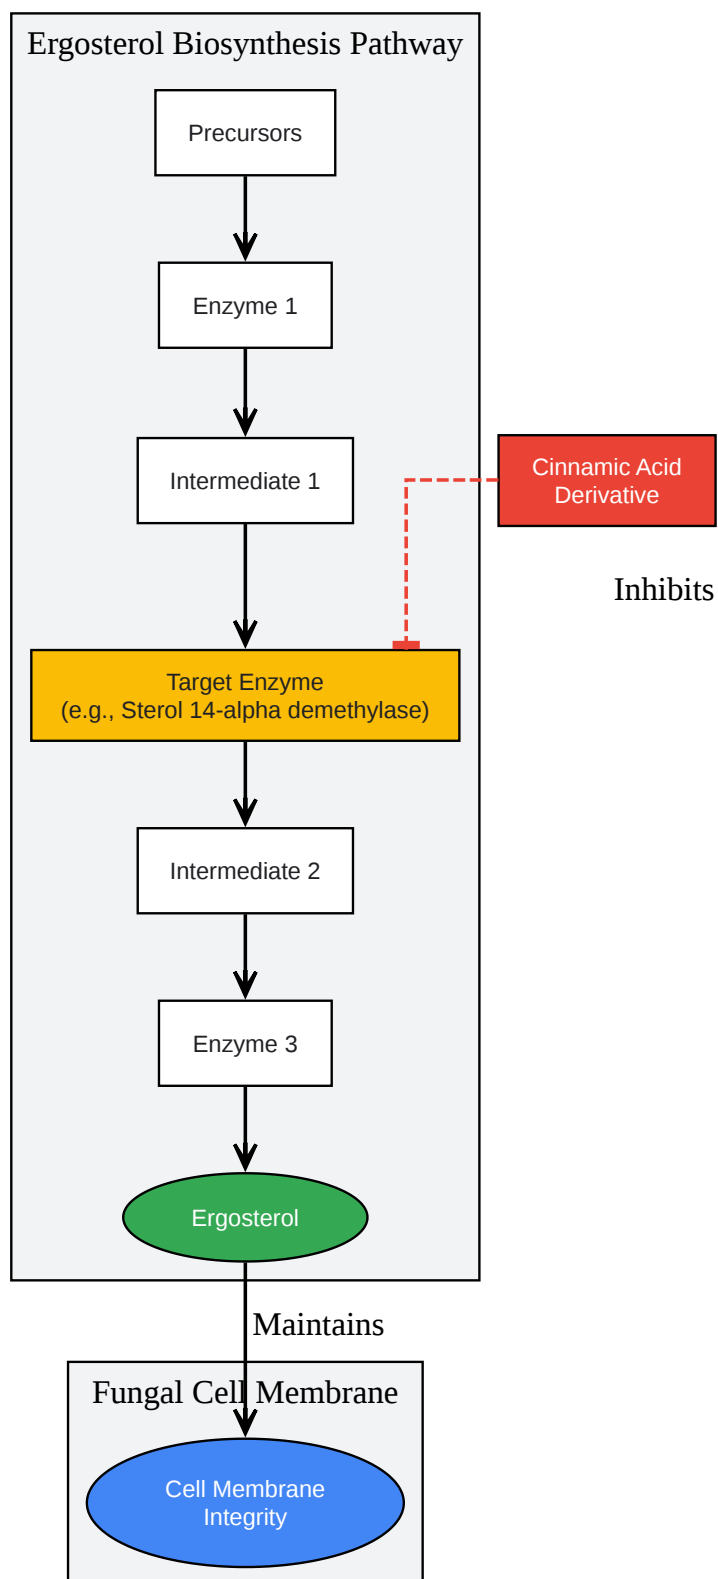 Ergosterol Biosynthesis Pathway
Precursors
Enzyme 1
Intermediate 1
Cinnamic Acid
Derivative
Inhibits
Target Enzyme
(e.g., Sterol 14-alpha demethylase)
Intermediate 2
Enzyme 3
Ergosterol
Maintains
Fungal Cell Membrane
Cell Membrane
Integrity